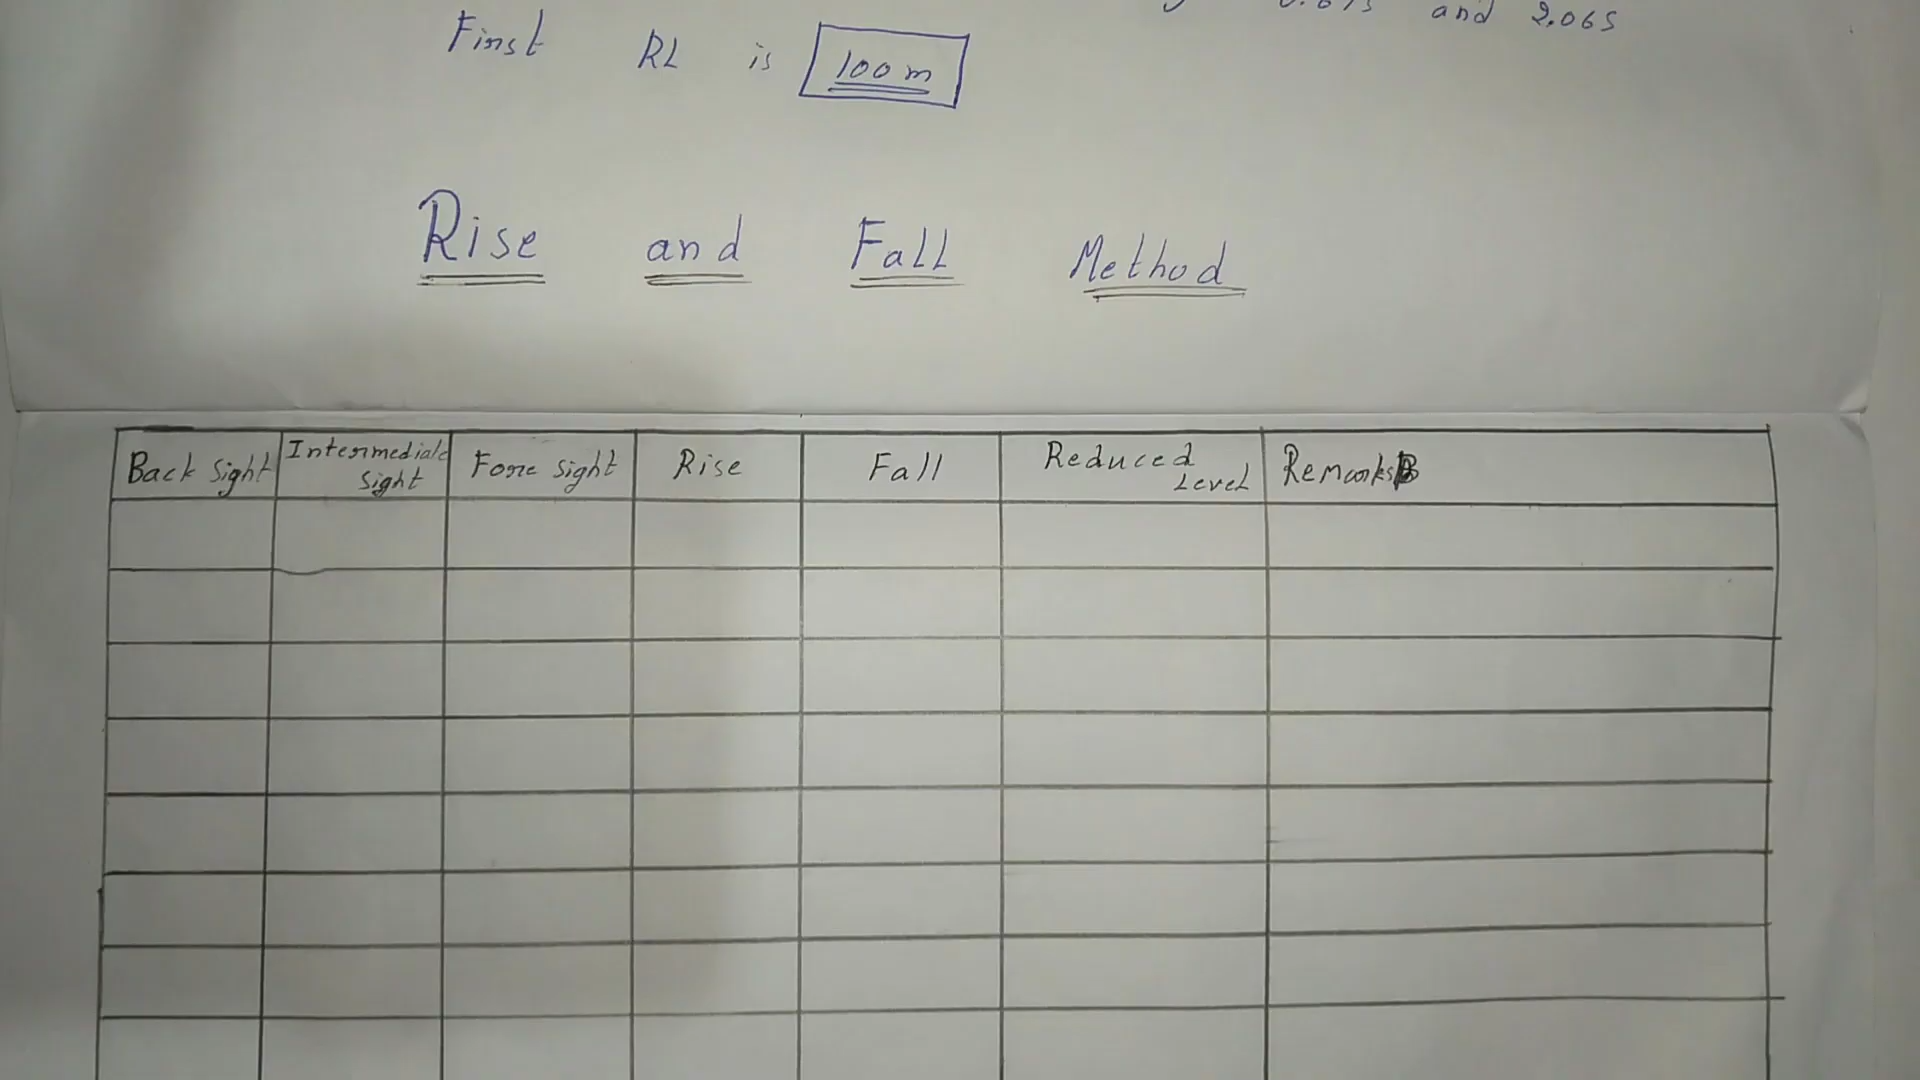 and 2.065
First RL is 100m
Rise and Fall Method
Back Sight Intermediate Sight Fore Sight Rise Fall Reduced Level Remarks